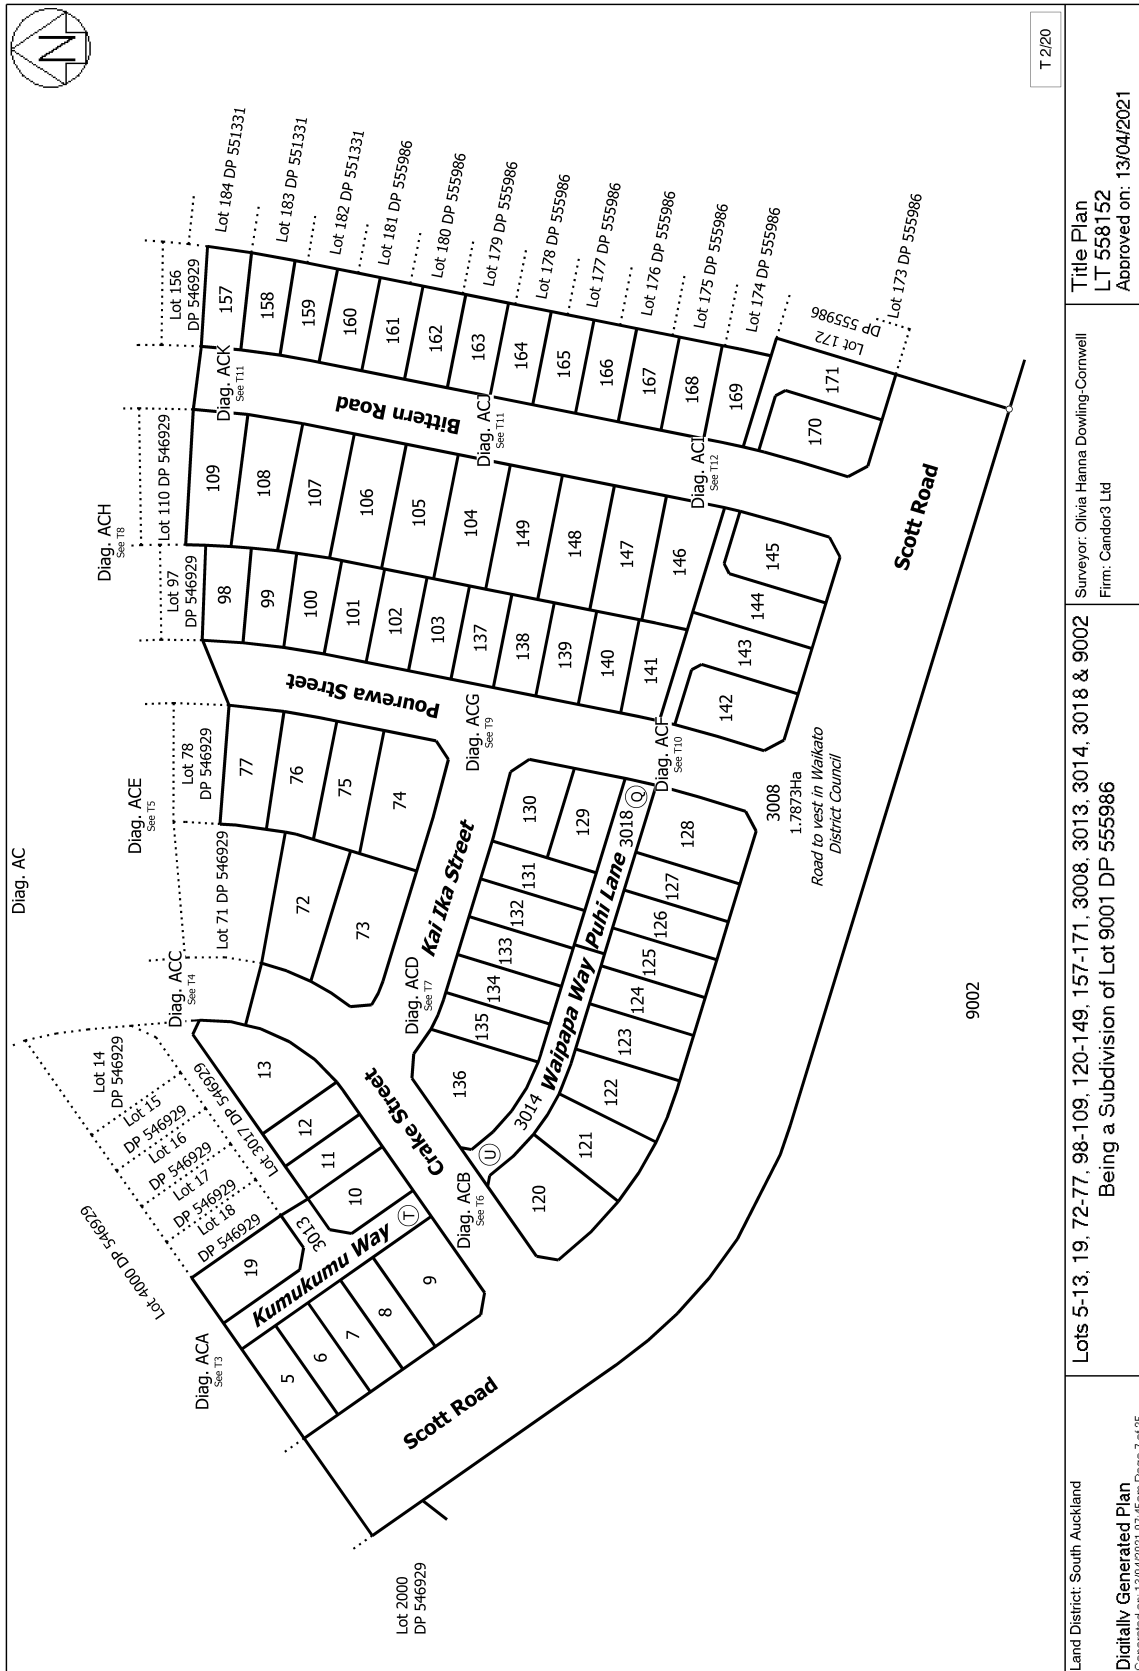 N
T 2/20
Diag. AC
Lot 4000 DP 546929
Lot 14
DP 546929
Lot 15
DP 546929
Lot 16
DP 546929
Lot 17
DP 546929
Lot 18
DP 546929
Lot 3017 DP 546929
Diag. ACA
See T3
Diag. ACB
See T6
Diag. ACC
See T4
Diag. ACD
See T7
Diag. ACE
See T5
Diag. ACF
See T10
Diag. ACG
See T9
Diag. ACH
See T8
Diag. ACI
See T12
Diag. ACJ
See T11
Diag. ACK
See T11
Lot 71 DP 546929
Lot 78
DP 546929
Lot 97
DP 546929
Lot 110 DP 546929
Lot 156
DP 546929
Lot 184 DP 551331
Lot 183 DP 551331
Lot 182 DP 551331
Lot 181 DP 555986
Lot 180 DP 555986
Lot 179 DP 555986
Lot 178 DP 555986
Lot 177 DP 555986
Lot 176 DP 555986
Lot 175 DP 555986
Lot 174 DP 555986
Lot 173 DP 555986
Lot 172
DP 555986
19
3013
Kumukumu Way
T
5
6
7
8
9
10
11
12
13
Crake Street
72
73
74
75
76
77
Kai Ika Street
Pourewa Street
98
99
100
101
102
103
137
138
139
140
141
109
108
107
106
105
104
149
148
147
146
142
143
144
145
Bittern Road
157
158
159
160
161
162
163
164
165
166
167
168
169
170
171
130
129
131
132
133
134
135
136
3014 Waipapa Way
Puhi Lane 3018
Q
U
120
121
122
123
124
125
126
127
128
3008
1.7873Ha
Road to vest in Waikato
District Council
Scott Road
Scott Road
9002
Lot 2000
DP 546929
Land District: South Auckland
Digitally Generated Plan
Generated on: 13/04/2021 07:45am Page 7 of 35
Lots 5-13, 19, 72-77, 98-109, 120-149, 157-171, 3008, 3013, 3014, 3018 & 9002
Being a Subdivision of Lot 9001 DP 555986
Surveyor: Olivia Hanna Dowling-Cornwell
Firm: Candor3 Ltd
Title Plan
LT 558152
Approved on: 13/04/2021